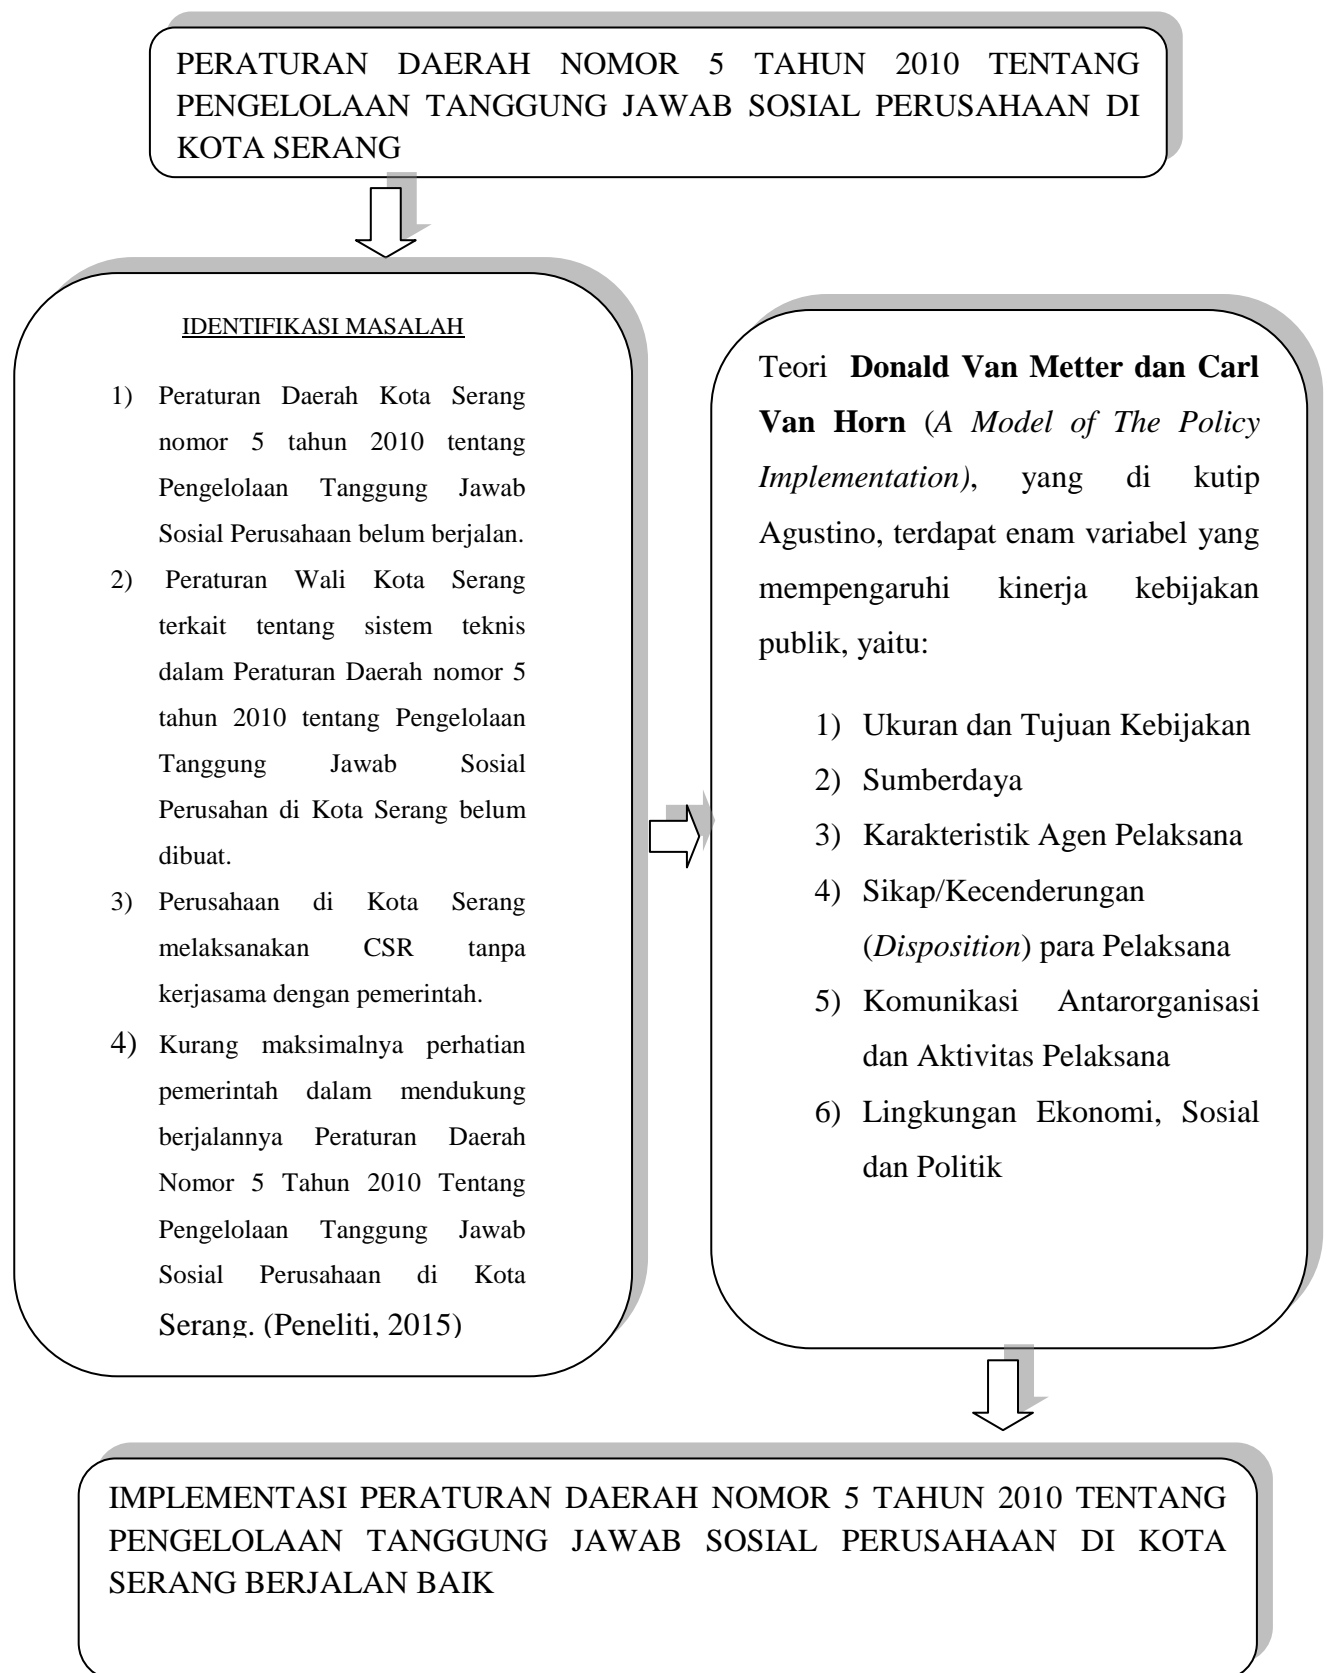 PERATURAN DAERAH NOMOR 5 TAHUN 2010 TENTANG
PENGELOLAAN TANGGUNG JAWAB SOSIAL PERUSAHAAN DI
KOTA SERANG
IDENTIFIKASI MASALAH
1) Peraturan Daerah Kota Serang
nomor 5 tahun 2010 tentang
Pengelolaan Tanggung Jawab
Sosial Perusahaan belum berjalan.
2) Peraturan Wali Kota Serang
terkait tentang sistem teknis
dalam Peraturan Daerah nomor 5
tahun 2010 tentang Pengelolaan
Tanggung Jawab Sosial
Perusahan di Kota Serang belum
dibuat.
3) Perusahaan di Kota Serang
melaksanakan CSR tanpa
kerjasama dengan pemerintah.
4) Kurang maksimalnya perhatian
pemerintah dalam mendukung
berjalannya Peraturan Daerah
Nomor 5 Tahun 2010 Tentang
Pengelolaan Tanggung Jawab
Sosial Perusahaan di Kota
Serang. (Peneliti, 2015)
Teori Donald Van Metter dan Carl
Van Horn (A Model of The Policy
Implementation), yang di kutip
Agustino, terdapat enam variabel yang
mempengaruhi kinerja kebijakan
publik, yaitu:
1) Ukuran dan Tujuan Kebijakan
2) Sumberdaya
3) Karakteristik Agen Pelaksana
4) Sikap/Kecenderungan
(Disposition) para Pelaksana
5) Komunikasi Antarorganisasi
dan Aktivitas Pelaksana
6) Lingkungan Ekonomi, Sosial
dan Politik
IMPLEMENTASI PERATURAN DAERAH NOMOR 5 TAHUN 2010 TENTANG
PENGELOLAAN TANGGUNG JAWAB SOSIAL PERUSAHAAN DI KOTA
SERANG BERJALAN BAIK